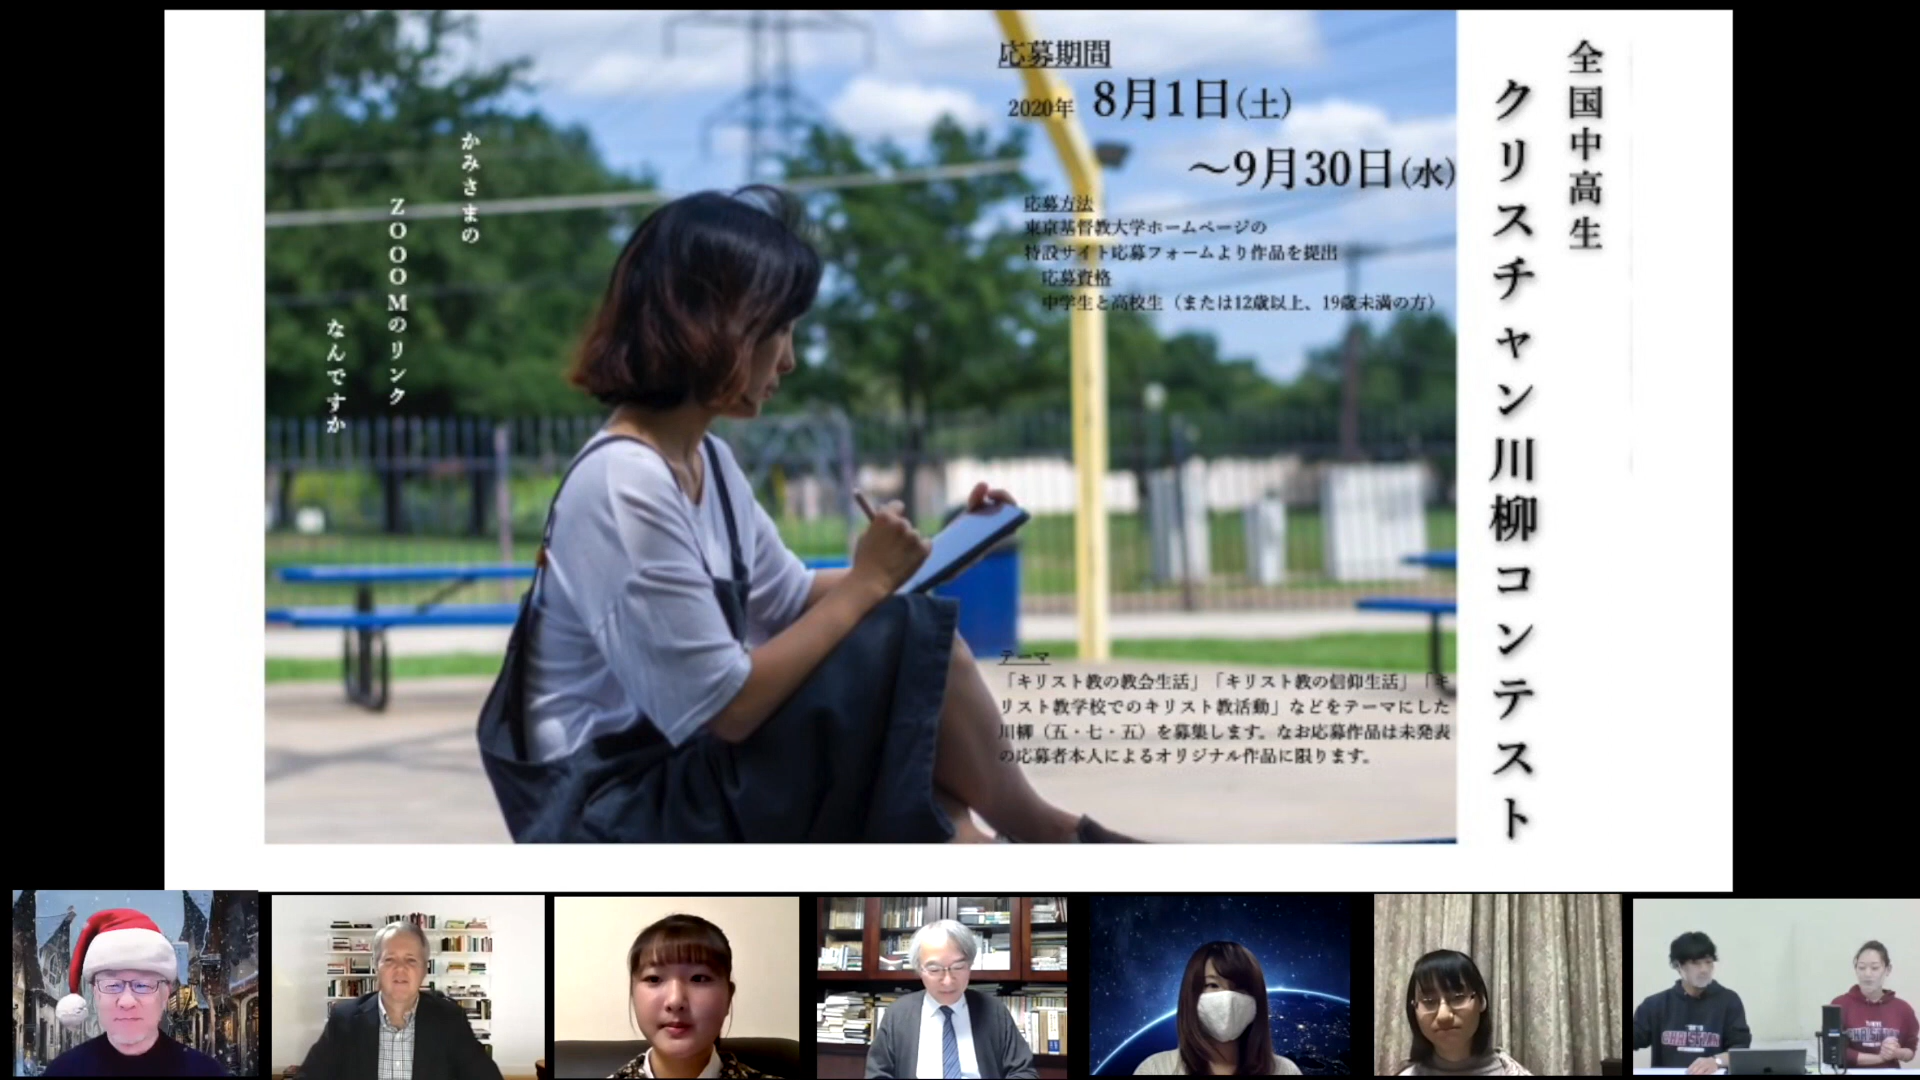 全国中高生
クリスチャン川柳コンテスト
応募期間
2020年 8月1日(土)
～9月30日(水)
応募方法
東京基督教大学ホームページの
特設サイト応募フォームより作品を提出
応募資格
中学生と高校生（または12歳以上、19歳未満の方）
かみさまの
ZOOOMのリンク
なんですか
テーマ
「キリスト教の教会生活」「キリスト教の信仰生活」「キ
リスト教学校でのキリスト教活動」などをテーマにした
川柳（五・七・五）を募集します。なお応募作品は未発表
の応募者本人によるオリジナル作品に限ります。